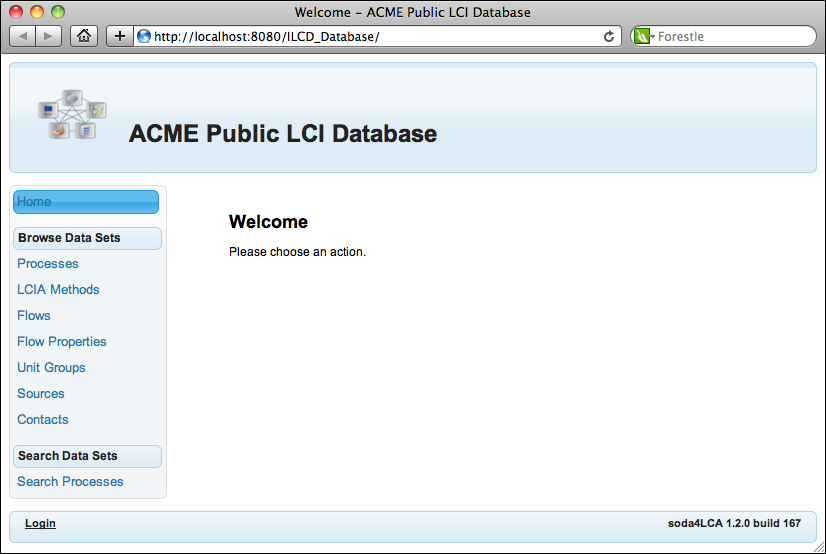 Welcome – ACME Public LCI Database
http://localhost:8080/ILCD_Database/
Forestle
ACME Public LCI Database
Home
Browse Data Sets
Processes
LCIA Methods
Flows
Flow Properties
Unit Groups
Sources
Contacts
Search Data Sets
Search Processes
Welcome
Please choose an action.
Login
soda4LCA 1.2.0 build 167